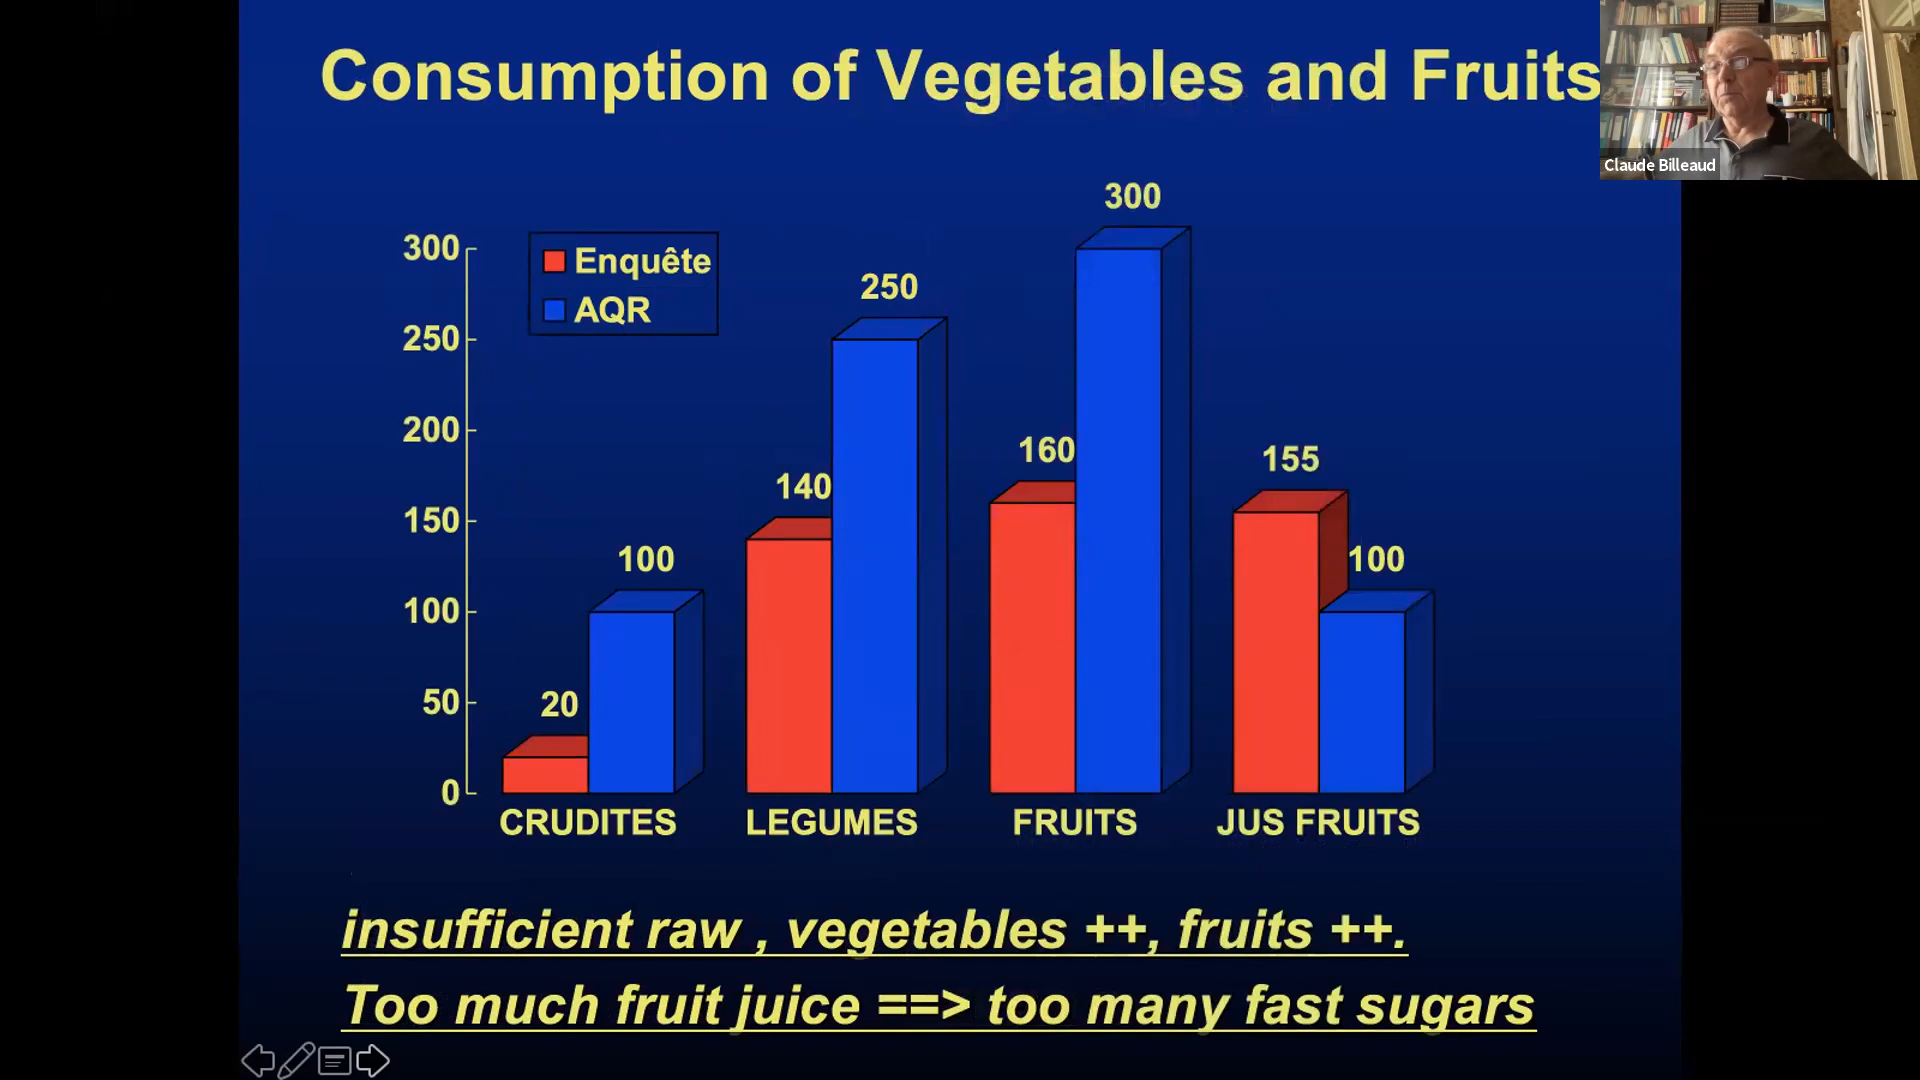 Consumption of Vegetables and Fruits
Claude Billeaud
300
250
200
150
100
50
0
Enquête
AQR
20
100
140
250
160
300
155
100
CRUDITES LEGUMES FRUITS JUS FRUITS
insufficient raw , vegetables ++, fruits ++.
Too much fruit juice ==> too many fast sugars